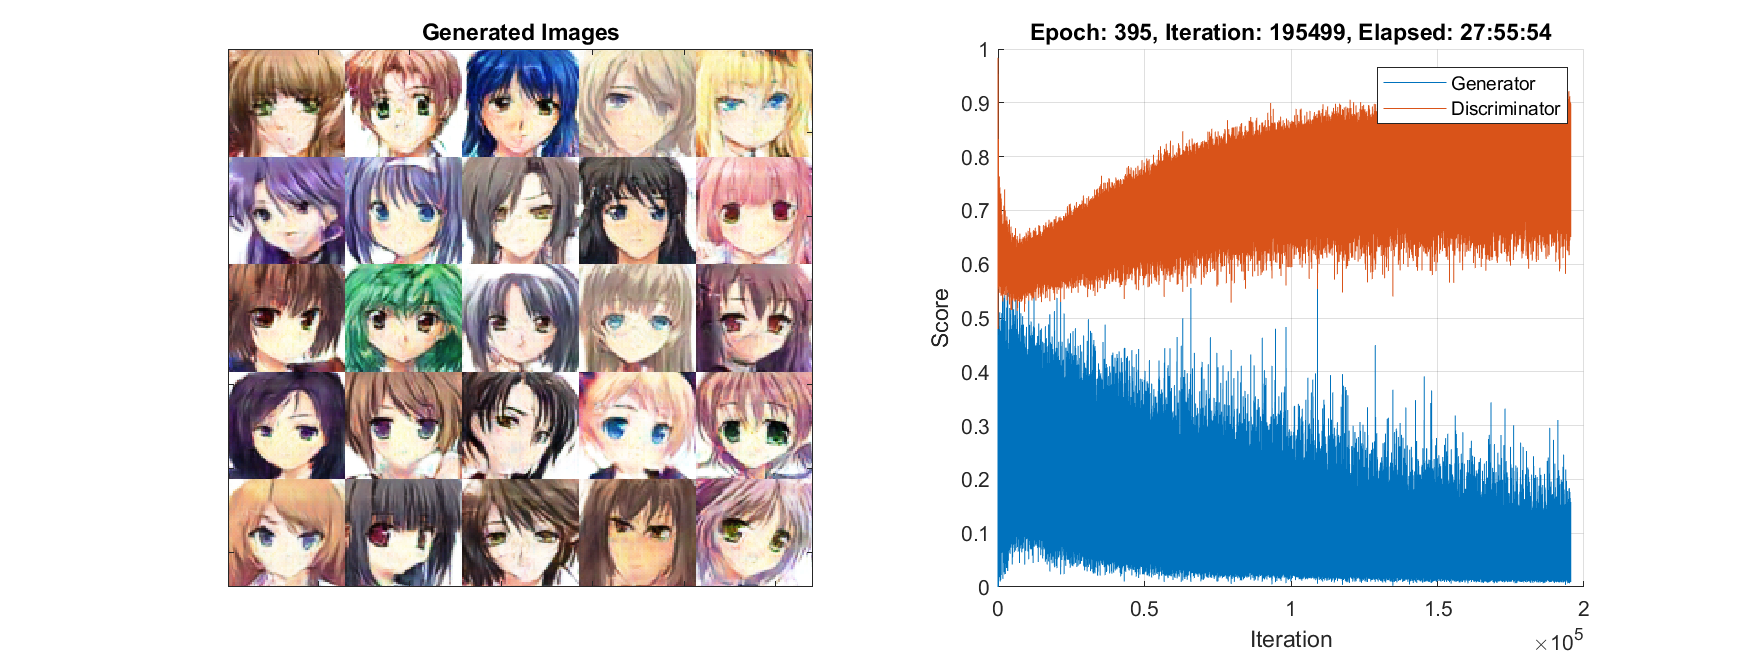 Generated Images
Epoch: 395, Iteration: 195499, Elapsed: 27:55:54
Generator
Discriminator
Score
1
0.9
0.8
0.7
0.6
0.5
0.4
0.3
0.2
0.1
0
0 0.5 1 1.5 2
Iteration
×10⁵